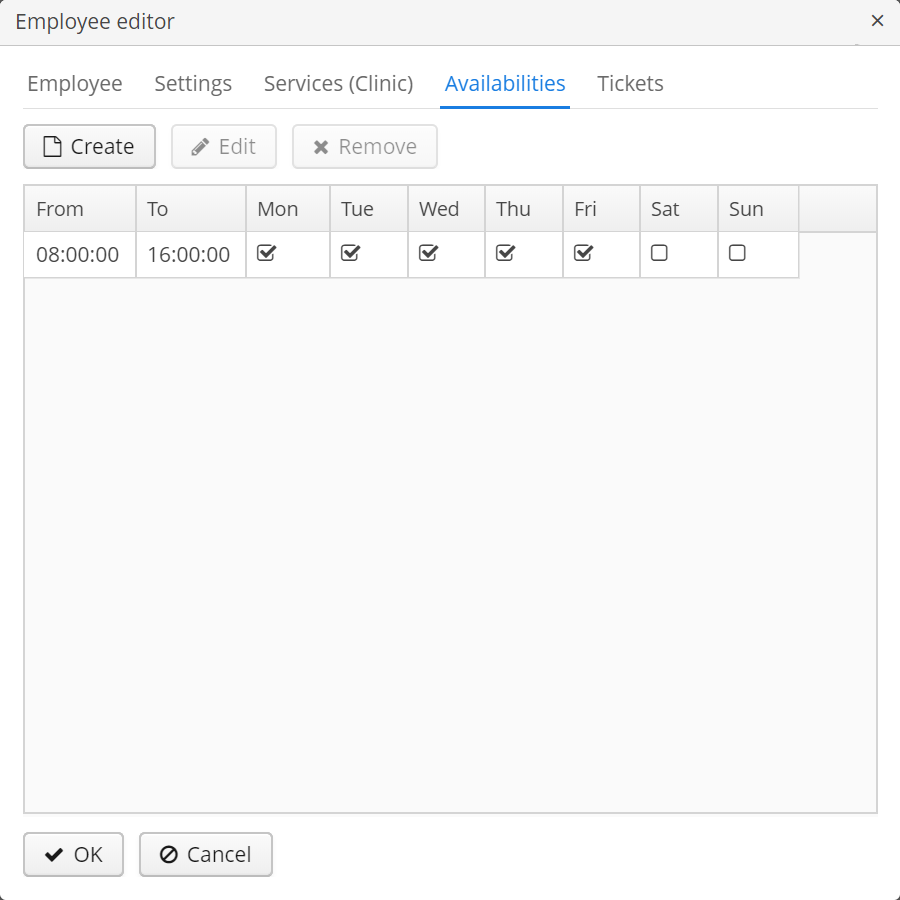 Employee editor
Employee Settings Services (Clinic) Availabilities Tickets
Create Edit Remove
From To Mon Tue Wed Thu Fri Sat Sun
08:00:00 16:00:00
OK Cancel